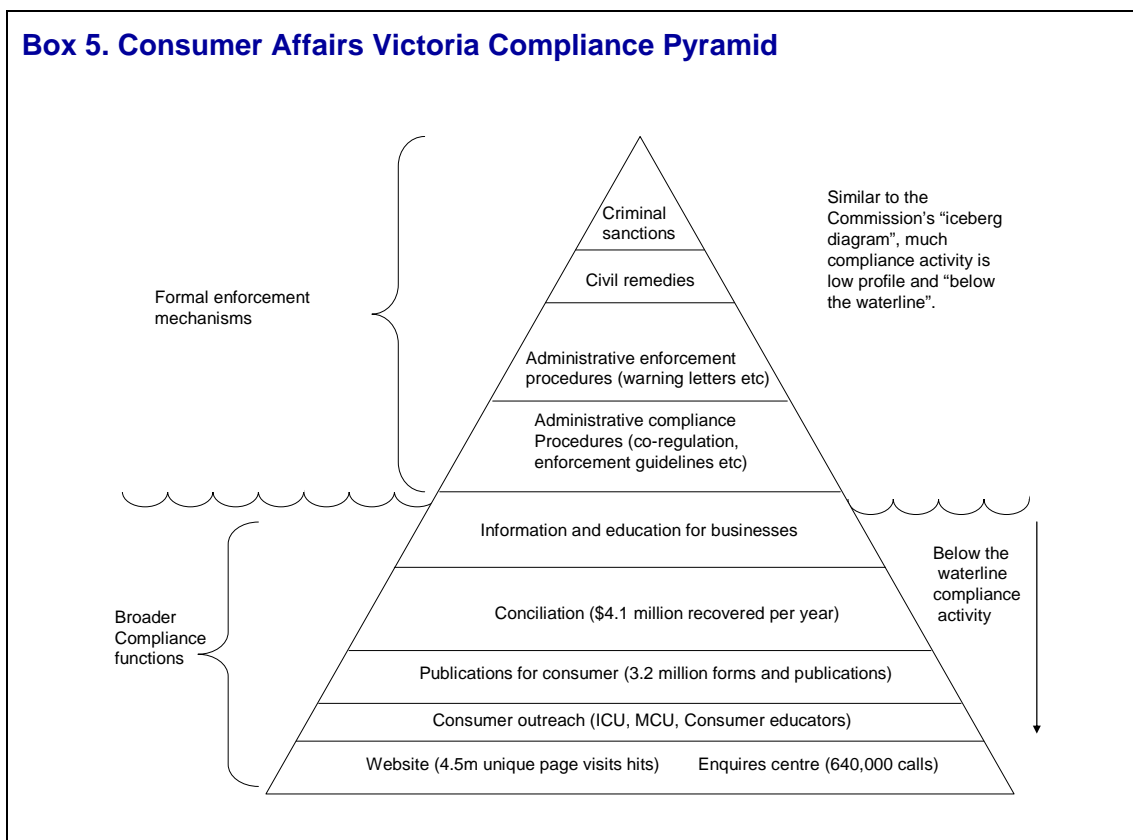 Box 5. Consumer Affairs Victoria Compliance Pyramid
Criminal
sanctions
Civil remedies
Similar to the
Commission's "iceberg
diagram", much
compliance activity is
low profile and "below
the waterline".
Formal enforcement
mechanisms
Administrative enforcement
procedures (warning letters etc)
Administrative compliance
Procedures (co-regulation,
enforcement guidelines etc)
Information and education for businesses
Below the
waterline
compliance
activity
Broader
Compliance
functions
Conciliation ($4.1 million recovered per year)
Publications for consumer (3.2 million forms and publications)
Consumer outreach (ICU, MCU, Consumer educators)
Website (4.5m unique page visits hits) Enquires centre (640,000 calls)